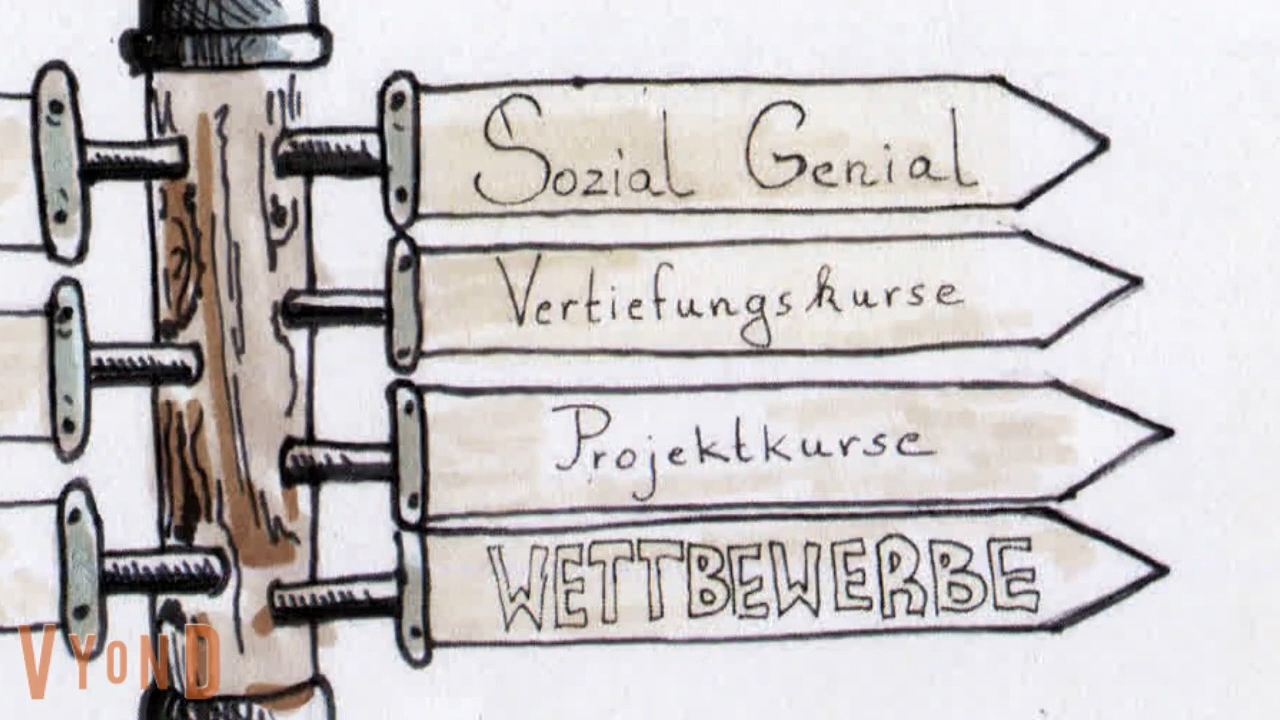 Sozial Genial
Vertiefungskurse
Projektkurse
WETTBEWERBE
VYOND